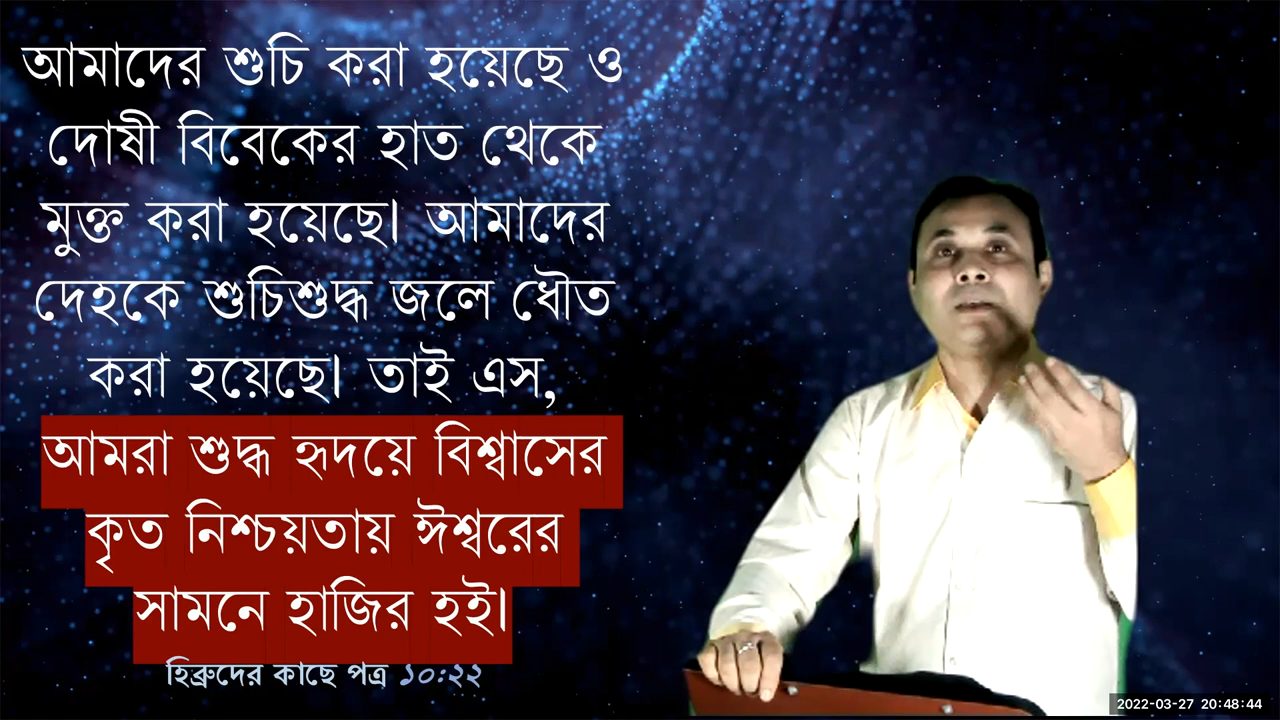 আমাদের শুচি করা হয়েছে ও
দোষী বিবেকের হাত থেকে
মুক্ত করা হয়েছে। আমাদের
দেহকে শুচিশুদ্ধ জলে ধৌত
করা হয়েছে। তাই এস,
আমরা শুদ্ধ হৃদয়ে বিশ্বাসের
কৃত নিশ্চয়তায় ঈশ্বরের
সামনে হাজির হই।
হিব্রুদের কাছে পত্র ১০:২২
2022-03-27 20:48:44